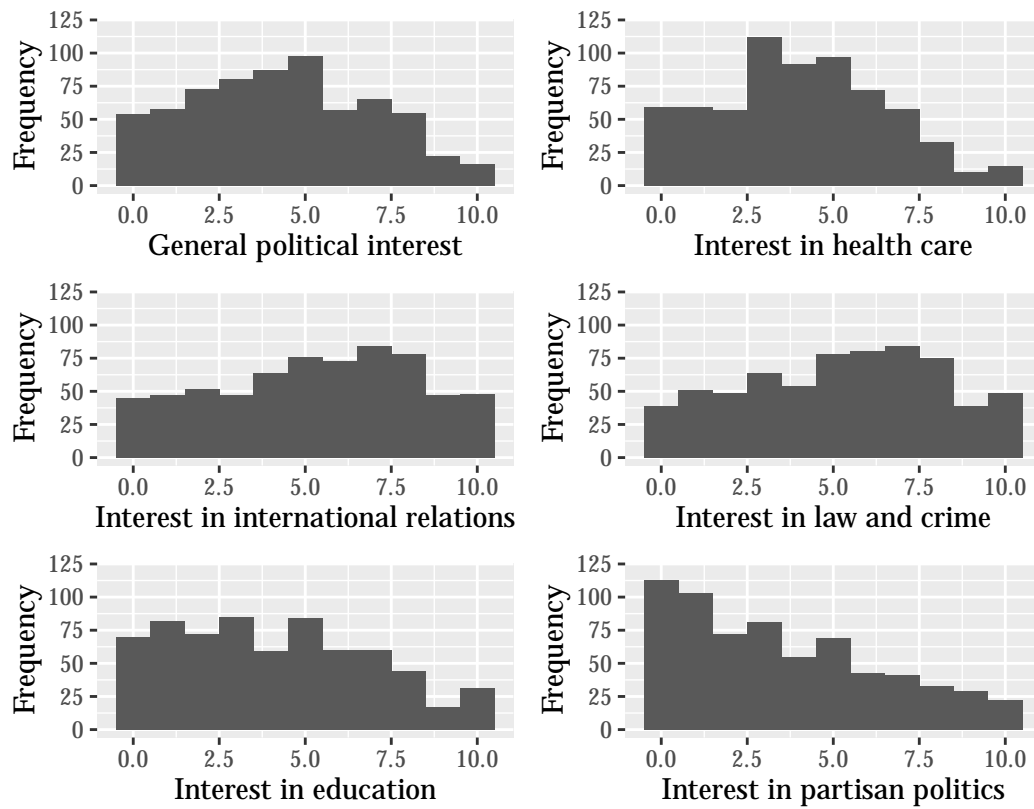 Frequency
125
100
75
50
25
0
0.0 2.5 5.0 7.5 10.0
General political interest
Frequency
125
100
75
50
25
0
0.0 2.5 5.0 7.5 10.0
Interest in health care
Frequency
125
100
75
50
25
0
0.0 2.5 5.0 7.5 10.0
Interest in international relations
Frequency
125
100
75
50
25
0
0.0 2.5 5.0 7.5 10.0
Interest in law and crime
Frequency
125
100
75
50
25
0
0.0 2.5 5.0 7.5 10.0
Interest in education
Frequency
125
100
75
50
25
0
0.0 2.5 5.0 7.5 10.0
Interest in partisan politics